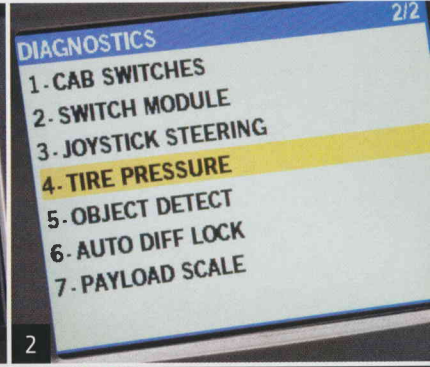 DIAGNOSTICS 2/2
1- CAB SWITCHES
2- SWITCH MODULE
3- JOYSTICK STEERING
4- TIRE PRESSURE
5- OBJECT DETECT
6- AUTO DIFF LOCK
7- PAYLOAD SCALE
2